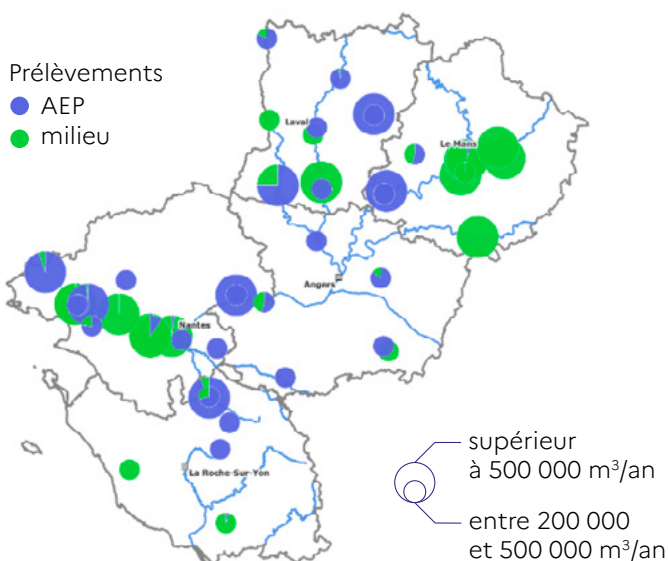 Prélèvements
AEP
milieu
Laval
Le Mans
Angers
Nantes
La Roche-Sur-Yon
supérieur
à 500 000 m³/an
entre 200 000
et 500 000 m³/an